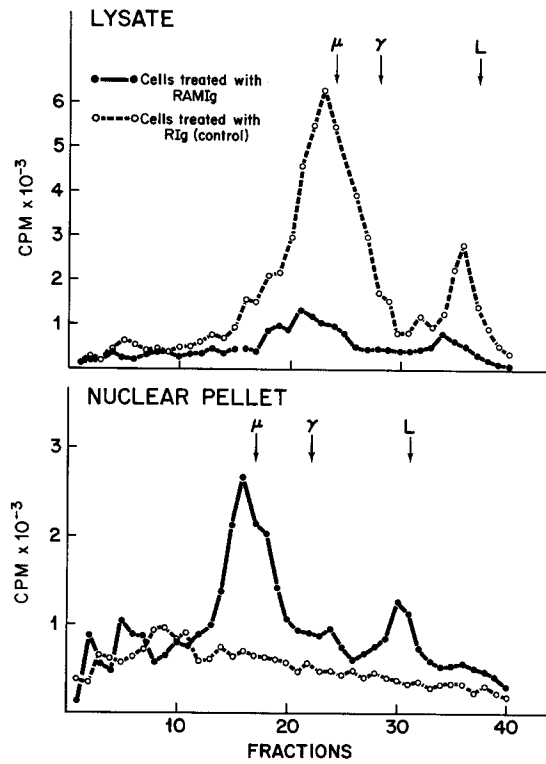 LYSATE
μ γ L
Cells treated with
RAMIg
Cells treated with
RIg (control)
6
5
4
3
2
1
CPM x 10⁻³
NUCLEAR PELLET
μ γ L
3
2
1
CPM x 10⁻³
10 20 30 40
FRACTIONS